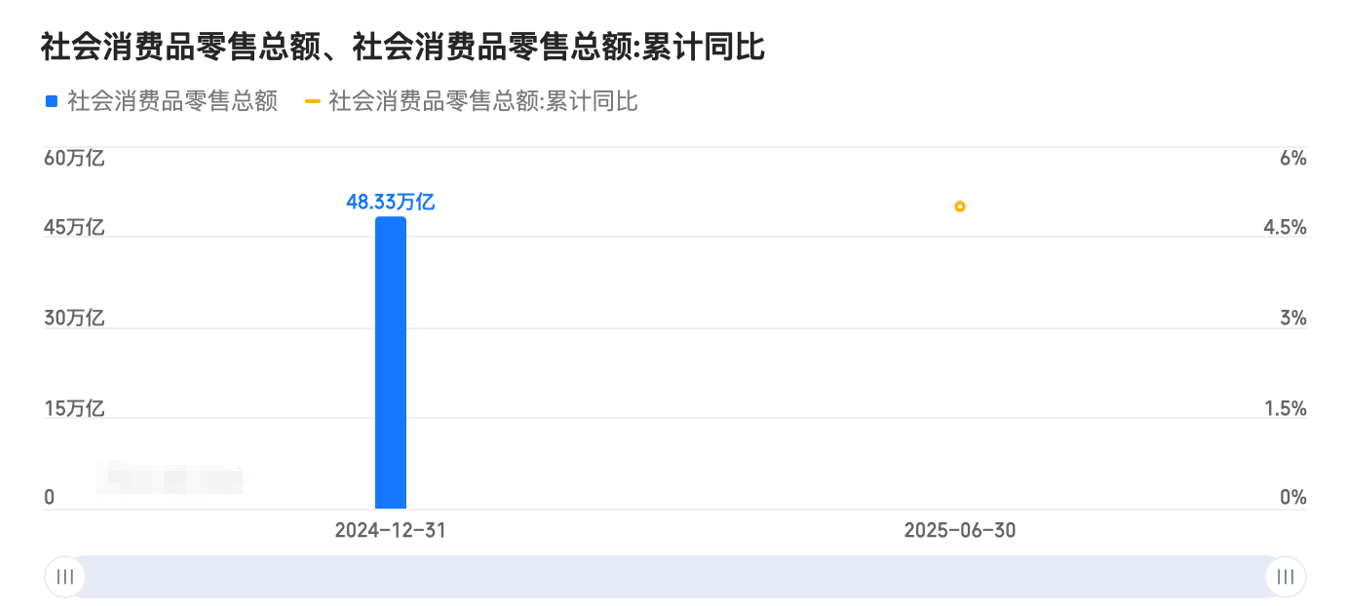 社会消费品零售总额、社会消费品零售总额:累计同比
社会消费品零售总额 社会消费品零售总额:累计同比
60万亿 6%
48.33万亿
45万亿 4.5%
30万亿 3%
15万亿 1.5%
0 0%
2024-12-31 2025-06-30